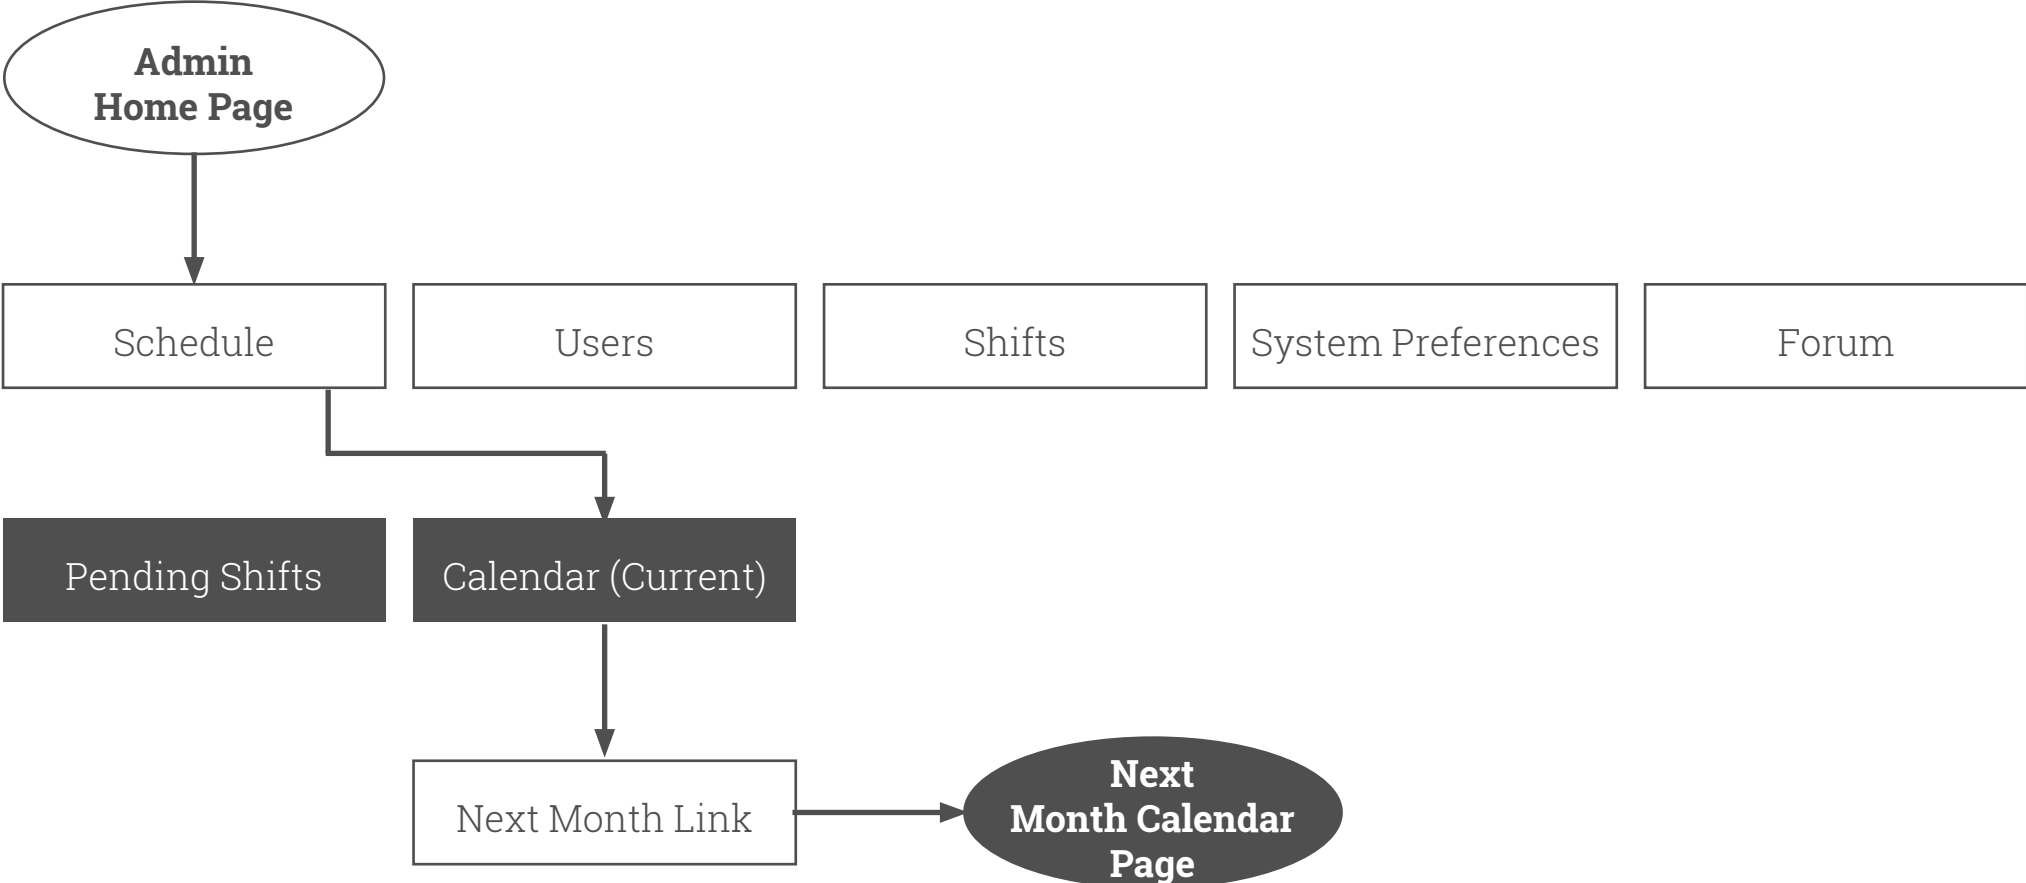 Admin
Home Page
Schedule
Users
Shifts
System Preferences
Forum
Pending Shifts
Calendar (Current)
Next Month Link
Next
Month Calendar
Page